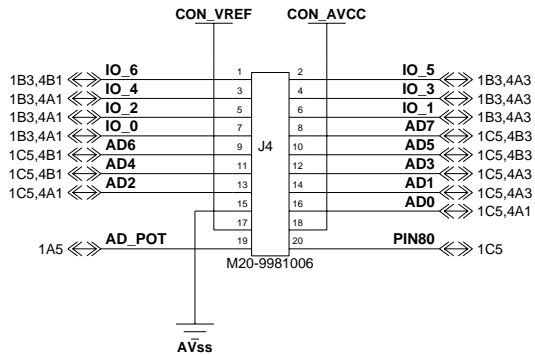 CON_VREF CON_AVCC
1B3,4B1 IO_6 1 2 IO_5 1B3,4A3
1B3,4A1 IO_4 3 4 IO_3 1B3,4A3
1B3,4A1 IO_2 5 6 IO_1 1B3,4A3
1B3,4A1 IO_0 7 8 AD7 1C5,4B3
J4
1C5,4B1 AD6 9 10 AD5 1C5,4B3
1C5,4B1 AD4 11 12 AD3 1C5,4A3
1C5,4A1 AD2 13 14 AD1 1C5,4A3
15 16 AD0 1C5,4A1
17 18
1A5 AD_POT 19 20 PIN80 1C5
M20-9981006
AVss